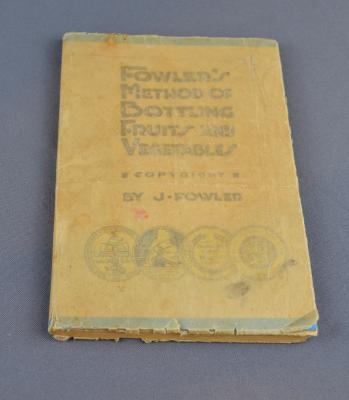 FOWLER'S
METHOD OF
BOTTLING
FRUITS AND
VEGETABLES
COPYRIGHT
BY J. FOWLER